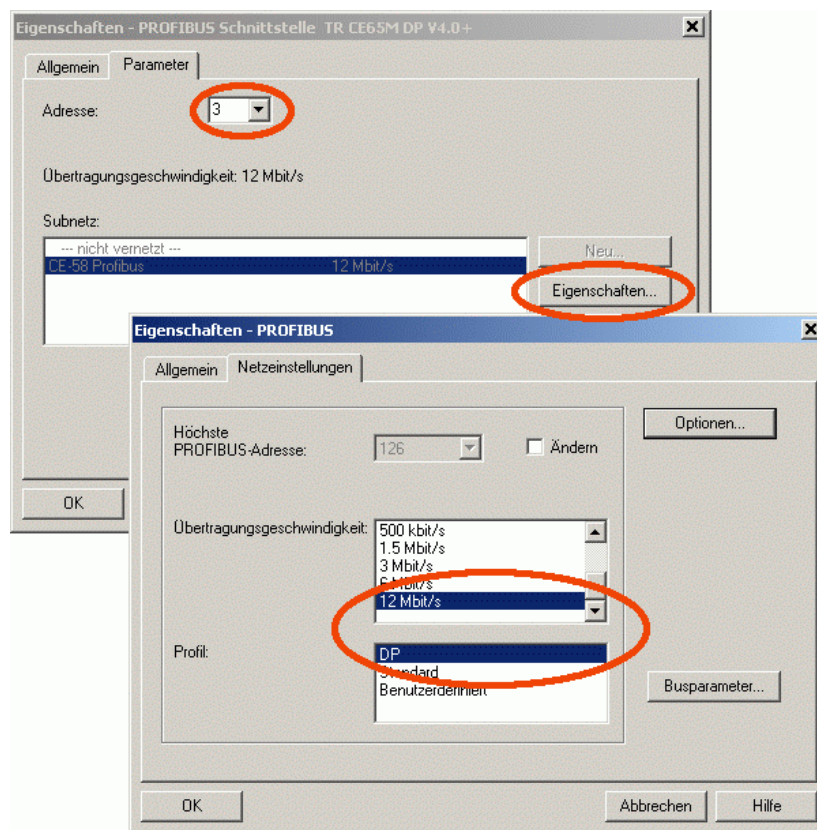 Eigenschaften - PROFIBUS Schnittstelle TR CE65M DP V4.0+
Allgemein Parameter
Adresse: 3
Übertragungsgeschwindigkeit: 12 Mbit/s
Subnetz:
--- nicht vernetzt ---
Neu...
CE-58 Profibus 12 Mbit/s
Eigenschaften...
OK
Eigenschaften - PROFIBUS
Allgemein Netzeinstellungen
Höchste
PROFIBUS-Adresse: 126 Ändern
Optionen...
Übertragungsgeschwindigkeit:
500 kbit/s
1.5 Mbit/s
3 Mbit/s
6 Mbit/s
12 Mbit/s
Profil:
DP
Standard
Benutzerdefiniert
Busparameter...
OK Abbrechen Hilfe